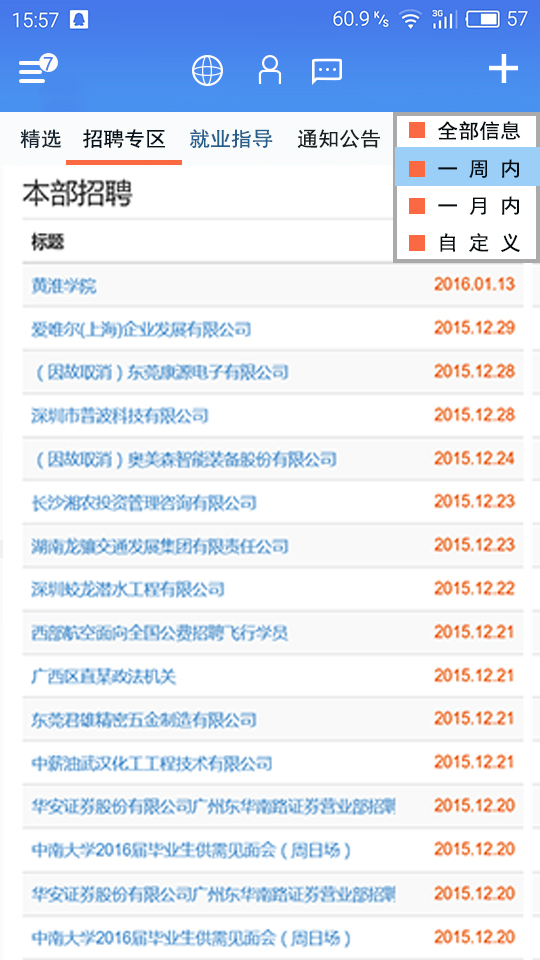 15:57 60.9 K/s 3G 57
7
精选 招聘专区 就业指导 通知公告
全部信息
一周内
一月内
自定义
本部招聘
标题
黄淮学院 2016.01.13
爱唯尔(上海)企业发展有限公司 2015.12.29
（因故取消）东莞康源电子有限公司 2015.12.28
深圳市普波科技有限公司 2015.12.28
（因故取消）奥美森智能装备股份有限公司 2015.12.24
长沙湘农投资管理咨询有限公司 2015.12.23
湖南龙骧交通发展集团有限责任公司 2015.12.23
深圳蛟龙潜水工程有限公司 2015.12.22
西部航空面向全国公费招聘飞行学员 2015.12.21
广西区直某政法机关 2015.12.21
东莞君雄精密五金制造有限公司 2015.12.21
中薪油武汉化工工程技术有限公司 2015.12.21
华安证券股份有限公司广州东华南路证券营业部招聘 2015.12.20
中南大学2016届毕业生供需见面会（周日场） 2015.12.20
华安证券股份有限公司广州东华南路证券营业部招聘 2015.12.20
中南大学2016届毕业生供需见面会（周日场） 2015.12.20